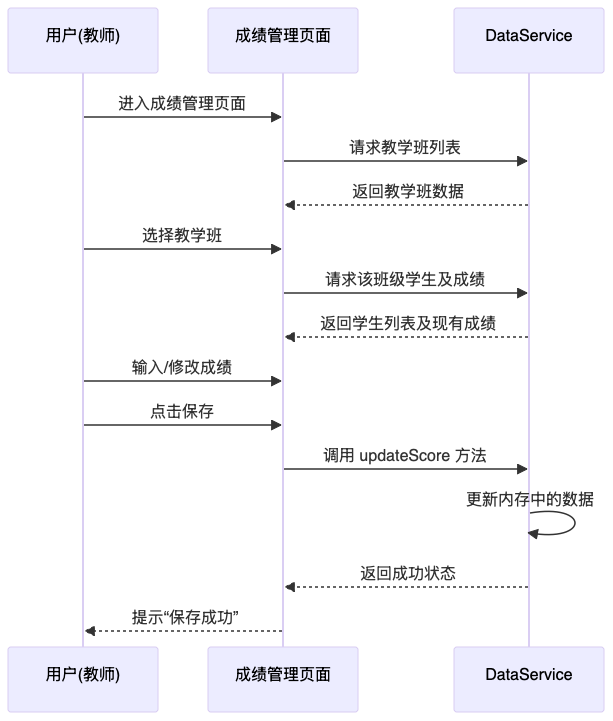 用户(教师)
成绩管理页面
DataService
进入成绩管理页面
请求教学班列表
返回教学班数据
选择教学班
请求该班级学生及成绩
返回学生列表及现有成绩
输入/修改成绩
点击保存
调用 updateScore 方法
更新内存中的数据
返回成功状态
提示“保存成功”
用户(教师)
成绩管理页面
DataService